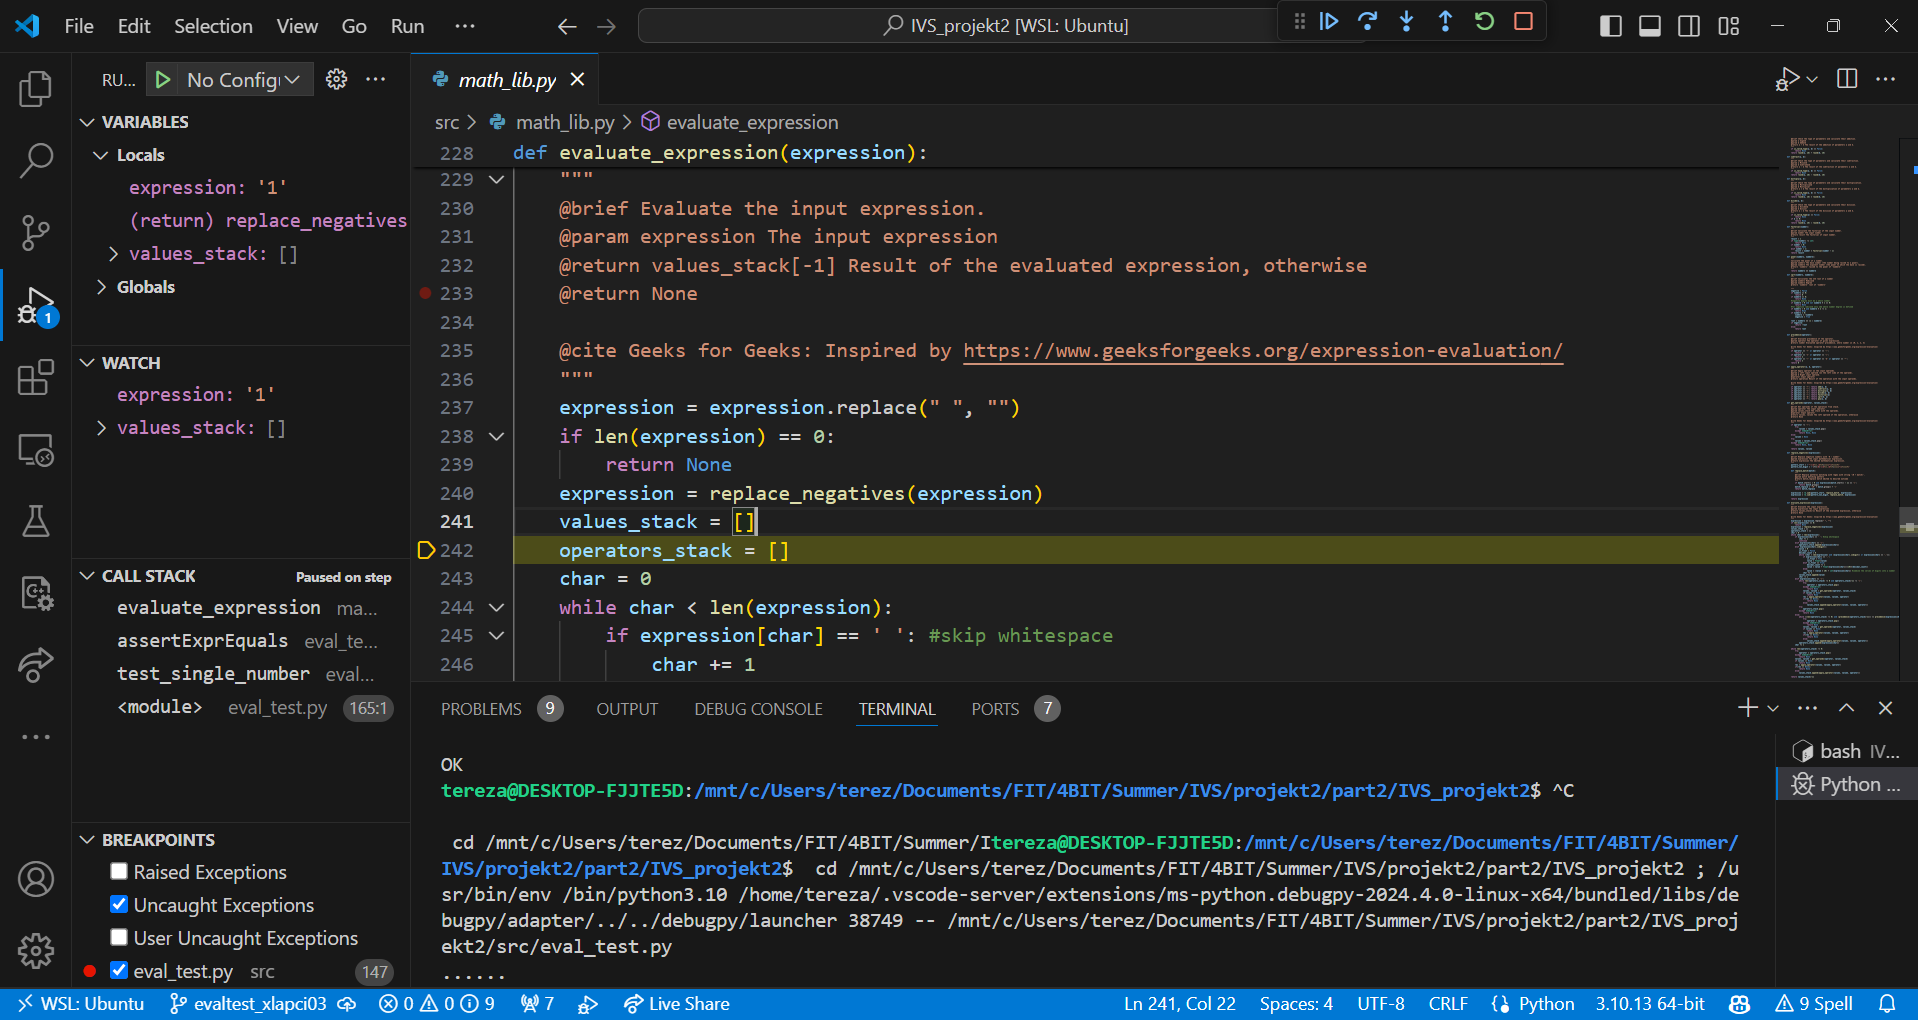 File Edit Selection View Go Run ···
IVS_projekt2 [WSL: Ubuntu]
RU... No Config ···
VARIABLES
Locals
expression: '1'
(return) replace_negatives
values_stack: []
Globals
WATCH
expression: '1'
values_stack: []
CALL STACK Paused on step
evaluate_expression ma...
assertExprEquals eval_te...
test_single_number eval...
<module> eval_test.py 165:1
BREAKPOINTS
Raised Exceptions
Uncaught Exceptions
User Uncaught Exceptions
eval_test.py src 147
1
math_lib.py
src > math_lib.py > evaluate_expression
228 def evaluate_expression(expression):
229 """
230 @brief Evaluate the input expression.
231 @param expression The input expression
232 @return values_stack[-1] Result of the evaluated expression, otherwise
233 @return None
234
235 @cite Geeks for Geeks: Inspired by https://www.geeksforgeeks.org/expression-evaluation/
236 """
237 expression = expression.replace(" ", "")
238 if len(expression) == 0:
239 return None
240 expression = replace_negatives(expression)
241 values_stack = []
242 operators_stack = []
243 char = 0
244 while char < len(expression):
245 if expression[char] == ' ': #skip whitespace
246 char += 1
PROBLEMS 9 OUTPUT DEBUG CONSOLE TERMINAL PORTS 7
OK
tereza@DESKTOP-FJJTE5D:/mnt/c/Users/terez/Documents/FIT/4BIT/Summer/IVS/projekt2/part2/IVS_projekt2$ ^C
cd /mnt/c/Users/terez/Documents/FIT/4BIT/Summer/Itereza@DESKTOP-FJJTE5D:/mnt/c/Users/terez/Documents/FIT/4BIT/Summer/
IVS/projekt2/part2/IVS_projekt2$ cd /mnt/c/Users/terez/Documents/FIT/4BIT/Summer/IVS/projekt2/part2/IVS_projekt2 ; /u
sr/bin/env /bin/python3.10 /home/tereza/.vscode-server/extensions/ms-python.debugpy-2024.4.0-linux-x64/bundled/libs/de
bugpy/adapter/../../debugpy/launcher 38749 -- /mnt/c/Users/terez/Documents/FIT/4BIT/Summer/IVS/projekt2/part2/IVS_proj
ekt2/src/eval_test.py
......
bash IV...
Python ...
WSL: Ubuntu evaltest_xlapci03 0 0 9 7 Live Share Ln 241, Col 22 Spaces: 4 UTF-8 CRLF Python 3.10.13 64-bit 9 Spell